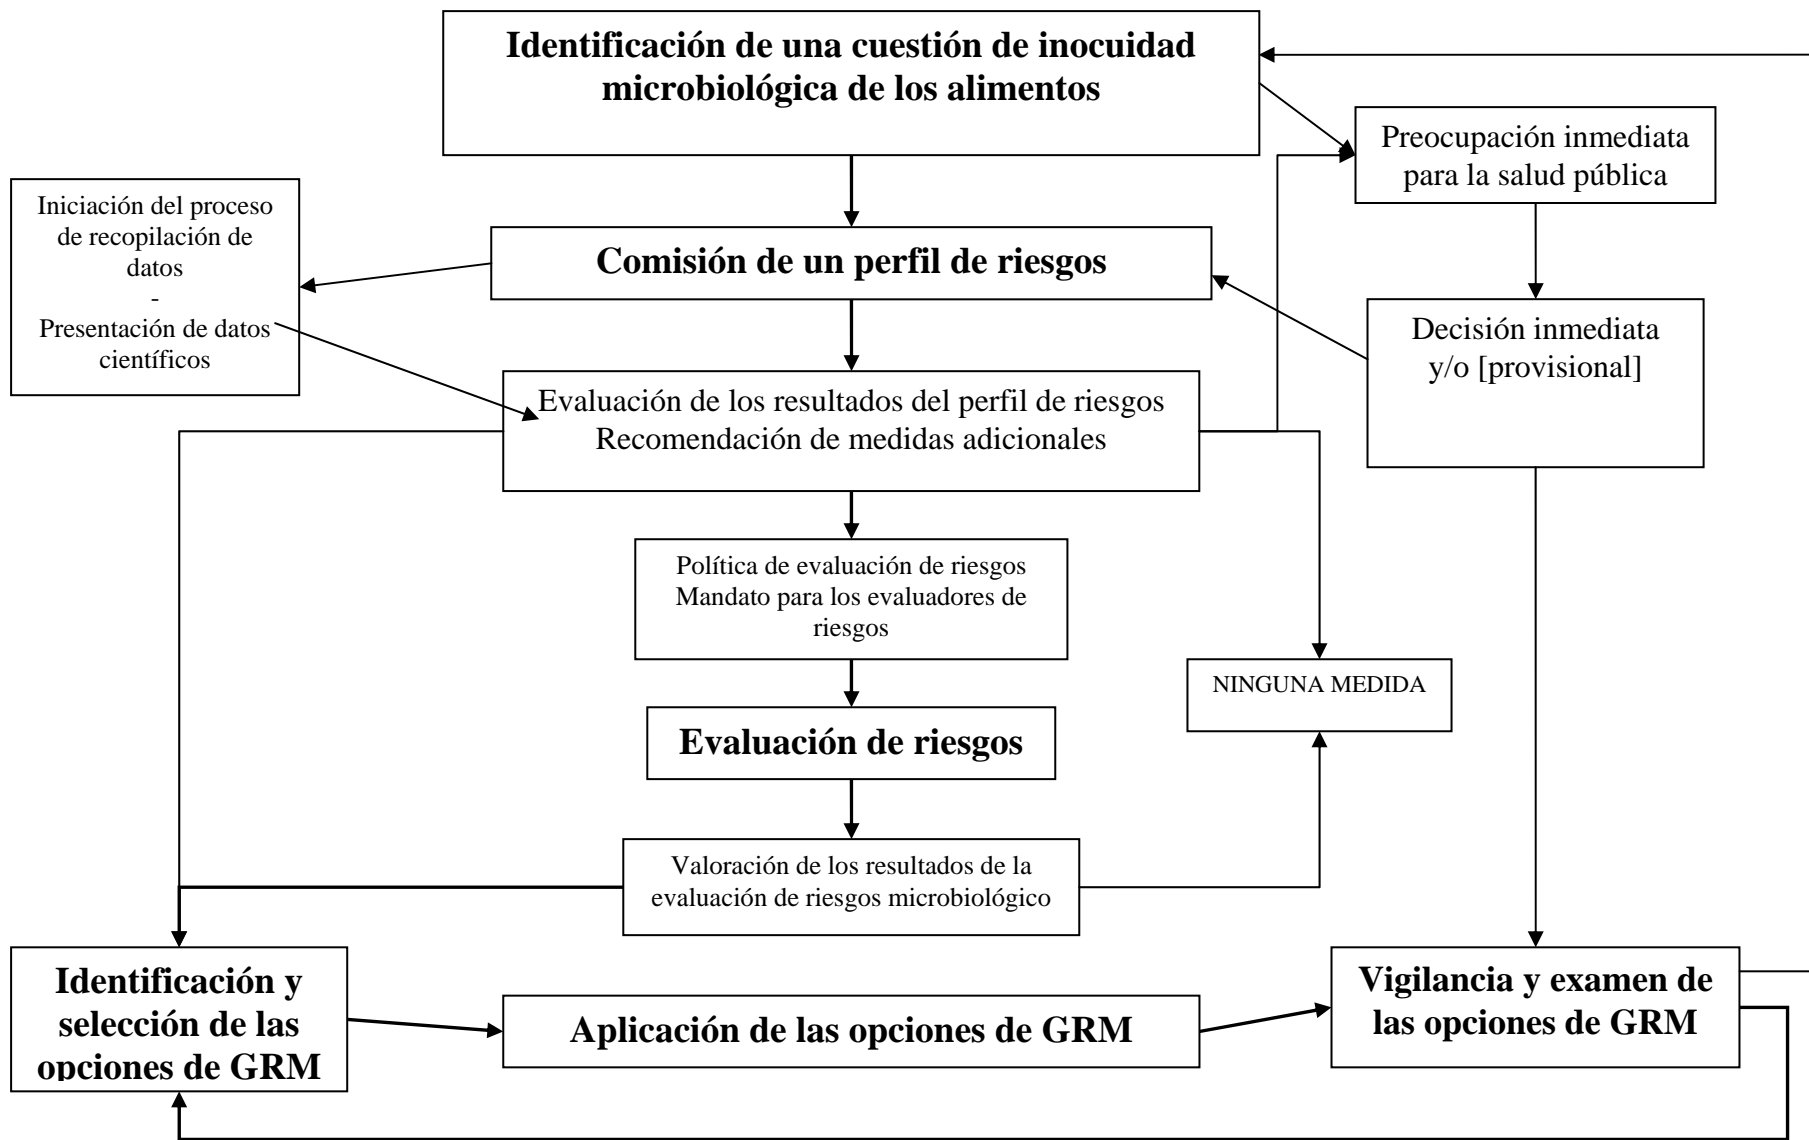 Identificación de una cuestión de inocuidad
microbiológica de los alimentos
Preocupación inmediata
para la salud pública
Iniciación del proceso
de recopilación de
datos
-
Presentación de datos
científicos
Comisión de un perfil de riesgos
Decisión inmediata
y/o [provisional]
Evaluación de los resultados del perfil de riesgos
Recomendación de medidas adicionales
Política de evaluación de riesgos
Mandato para los evaluadores de
riesgos
NINGUNA MEDIDA
Evaluación de riesgos
Valoración de los resultados de la
evaluación de riesgos microbiológico
Identificación y
selección de las
opciones de GRM
Aplicación de las opciones de GRM
Vigilancia y examen de
las opciones de GRM